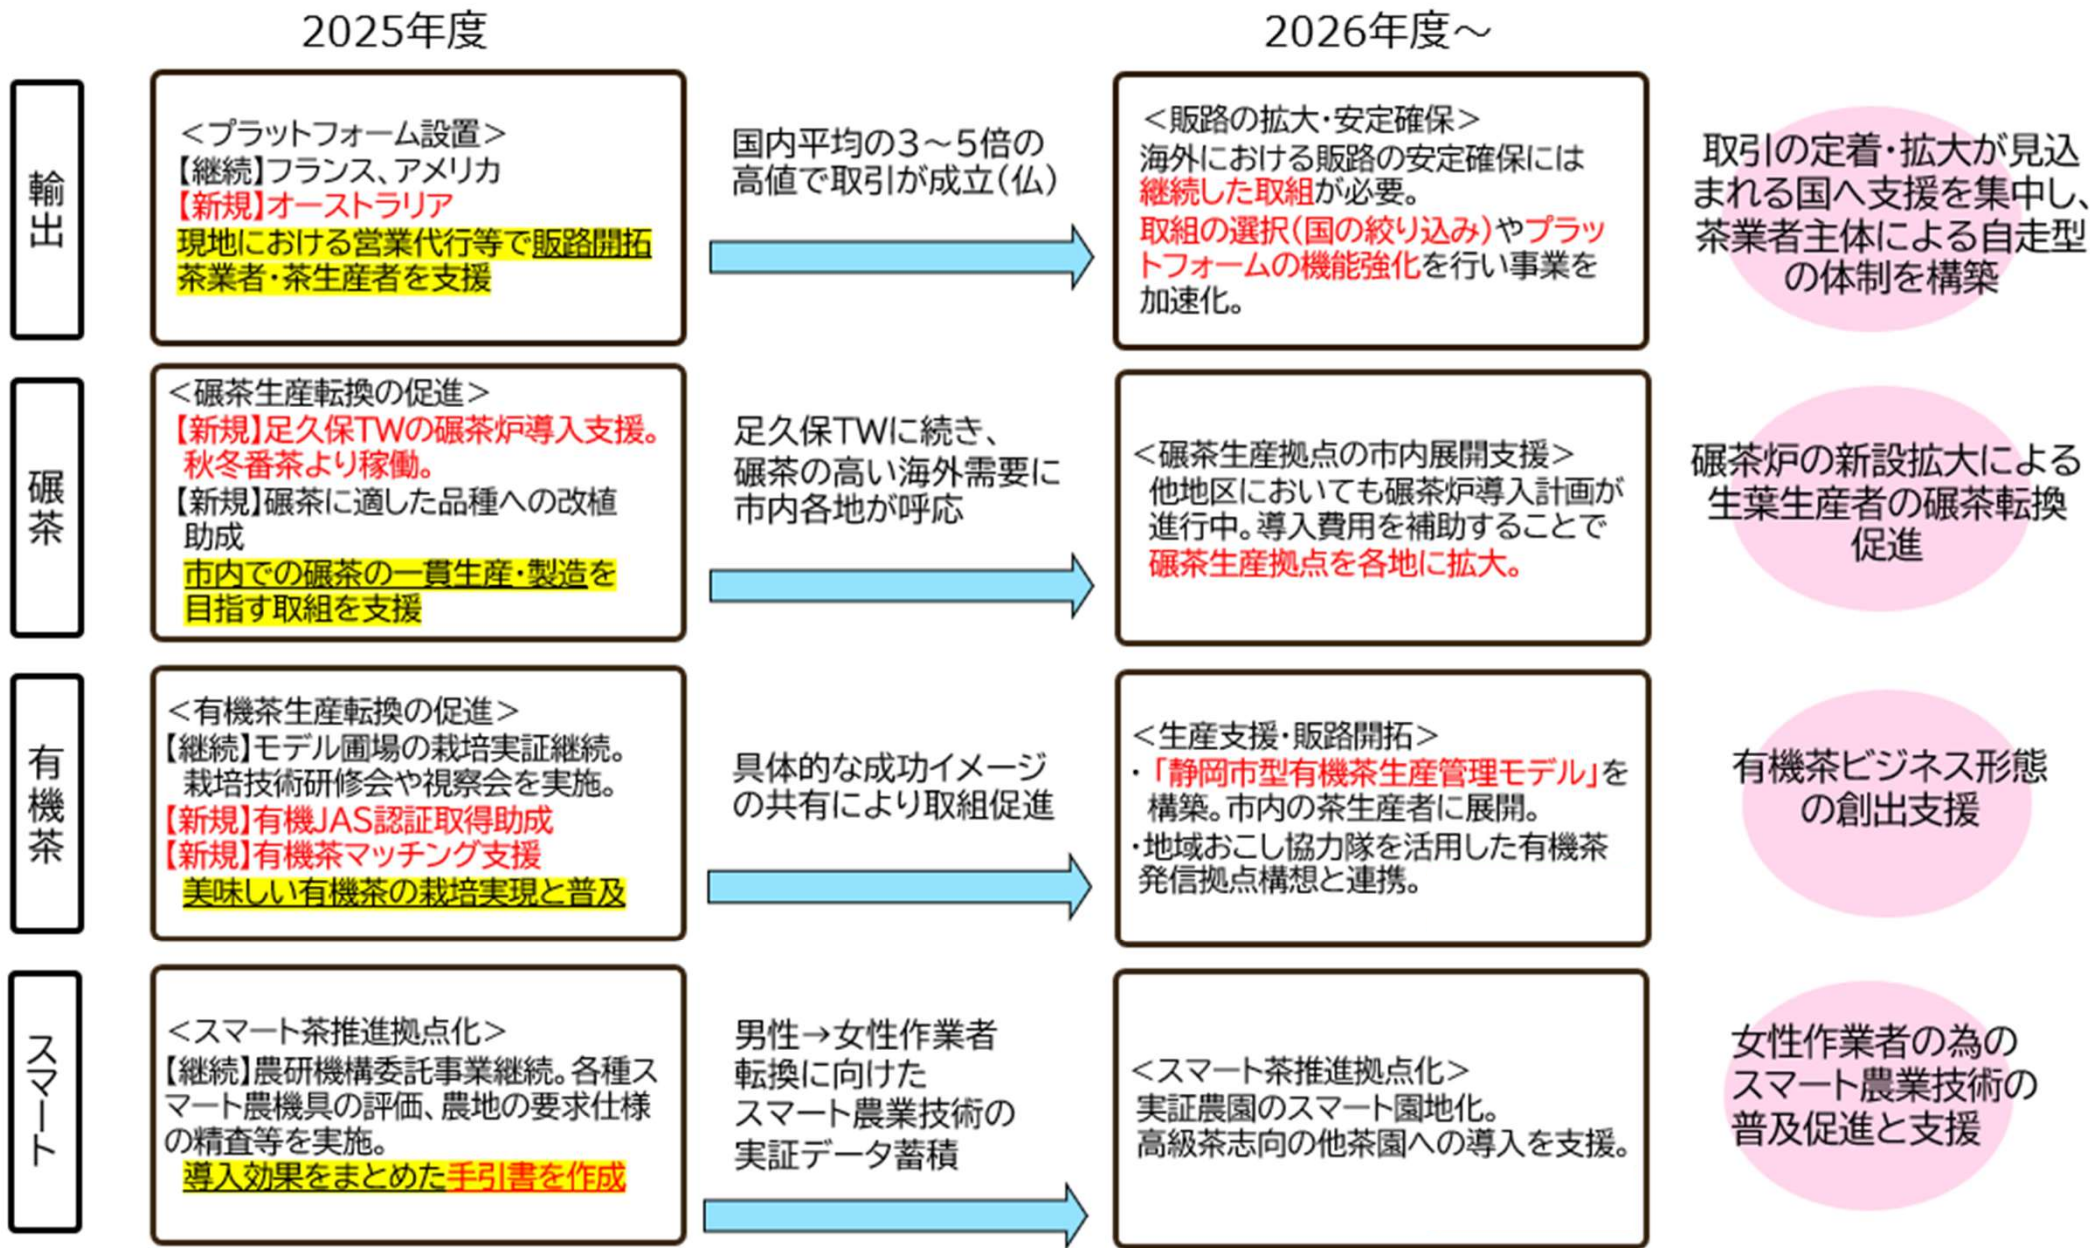 2025年度
2026年度～
輸出
＜プラットフォーム設置＞
【継続】フランス、アメリカ
【新規】オーストラリア
現地における営業代行等で販路開拓
茶業者・茶生産者を支援
国内平均の３～５倍の
高値で取引が成立（仏）
＜販路の拡大・安定確保＞
海外における販路の安定確保には
継続した取組が必要。
取組の選択（国の絞り込み）やプラッ
トフォームの機能強化を行い事業を
加速化。
取引の定着・拡大が見込
まれる国へ支援を集中し、
茶業者主体による自走型
の体制を構築
碾茶
＜碾茶生産転換の促進＞
【新規】足久保TWの碾茶炉導入支援。
秋冬番茶より稼働。
【新規】碾茶に適した品種への改植
助成
市内での碾茶の一貫生産・製造を
目指す取組を支援
足久保TWに続き、
碾茶の高い海外需要に
市内各地が呼応
＜碾茶生産拠点の市内展開支援＞
他地区においても碾茶炉導入計画が
進行中。導入費用を補助することで
碾茶生産拠点を各地に拡大。
碾茶炉の新設拡大による
生葉生産者の碾茶転換
促進
有機茶
＜有機茶生産転換の促進＞
【継続】モデル圃場の栽培実証継続。
栽培技術研修会や視察会を実施。
【新規】有機JAS認証取得助成
【新規】有機茶マッチング支援
美味しい有機茶の栽培実現と普及
具体的な成功イメージ
の共有により取組促進
＜生産支援・販路開拓＞
・「静岡市型有機茶生産管理モデル」を
構築。市内の茶生産者に展開。
・地域おこし協力隊を活用した有機茶
発信拠点構想と連携。
有機茶ビジネス形態
の創出支援
スマート
＜スマート茶推進拠点化＞
【継続】農研機構委託事業継続。各種ス
マート農機具の評価、農地の要求仕様
の精査等を実施。
導入効果をまとめた手引書を作成
男性→女性作業者
転換に向けた
スマート農業技術の
実証データ蓄積
＜スマート茶推進拠点化＞
実証農園のスマート園地化。
高級茶志向の他茶園への導入を支援。
女性作業者の為の
スマート農業技術の
普及促進と支援